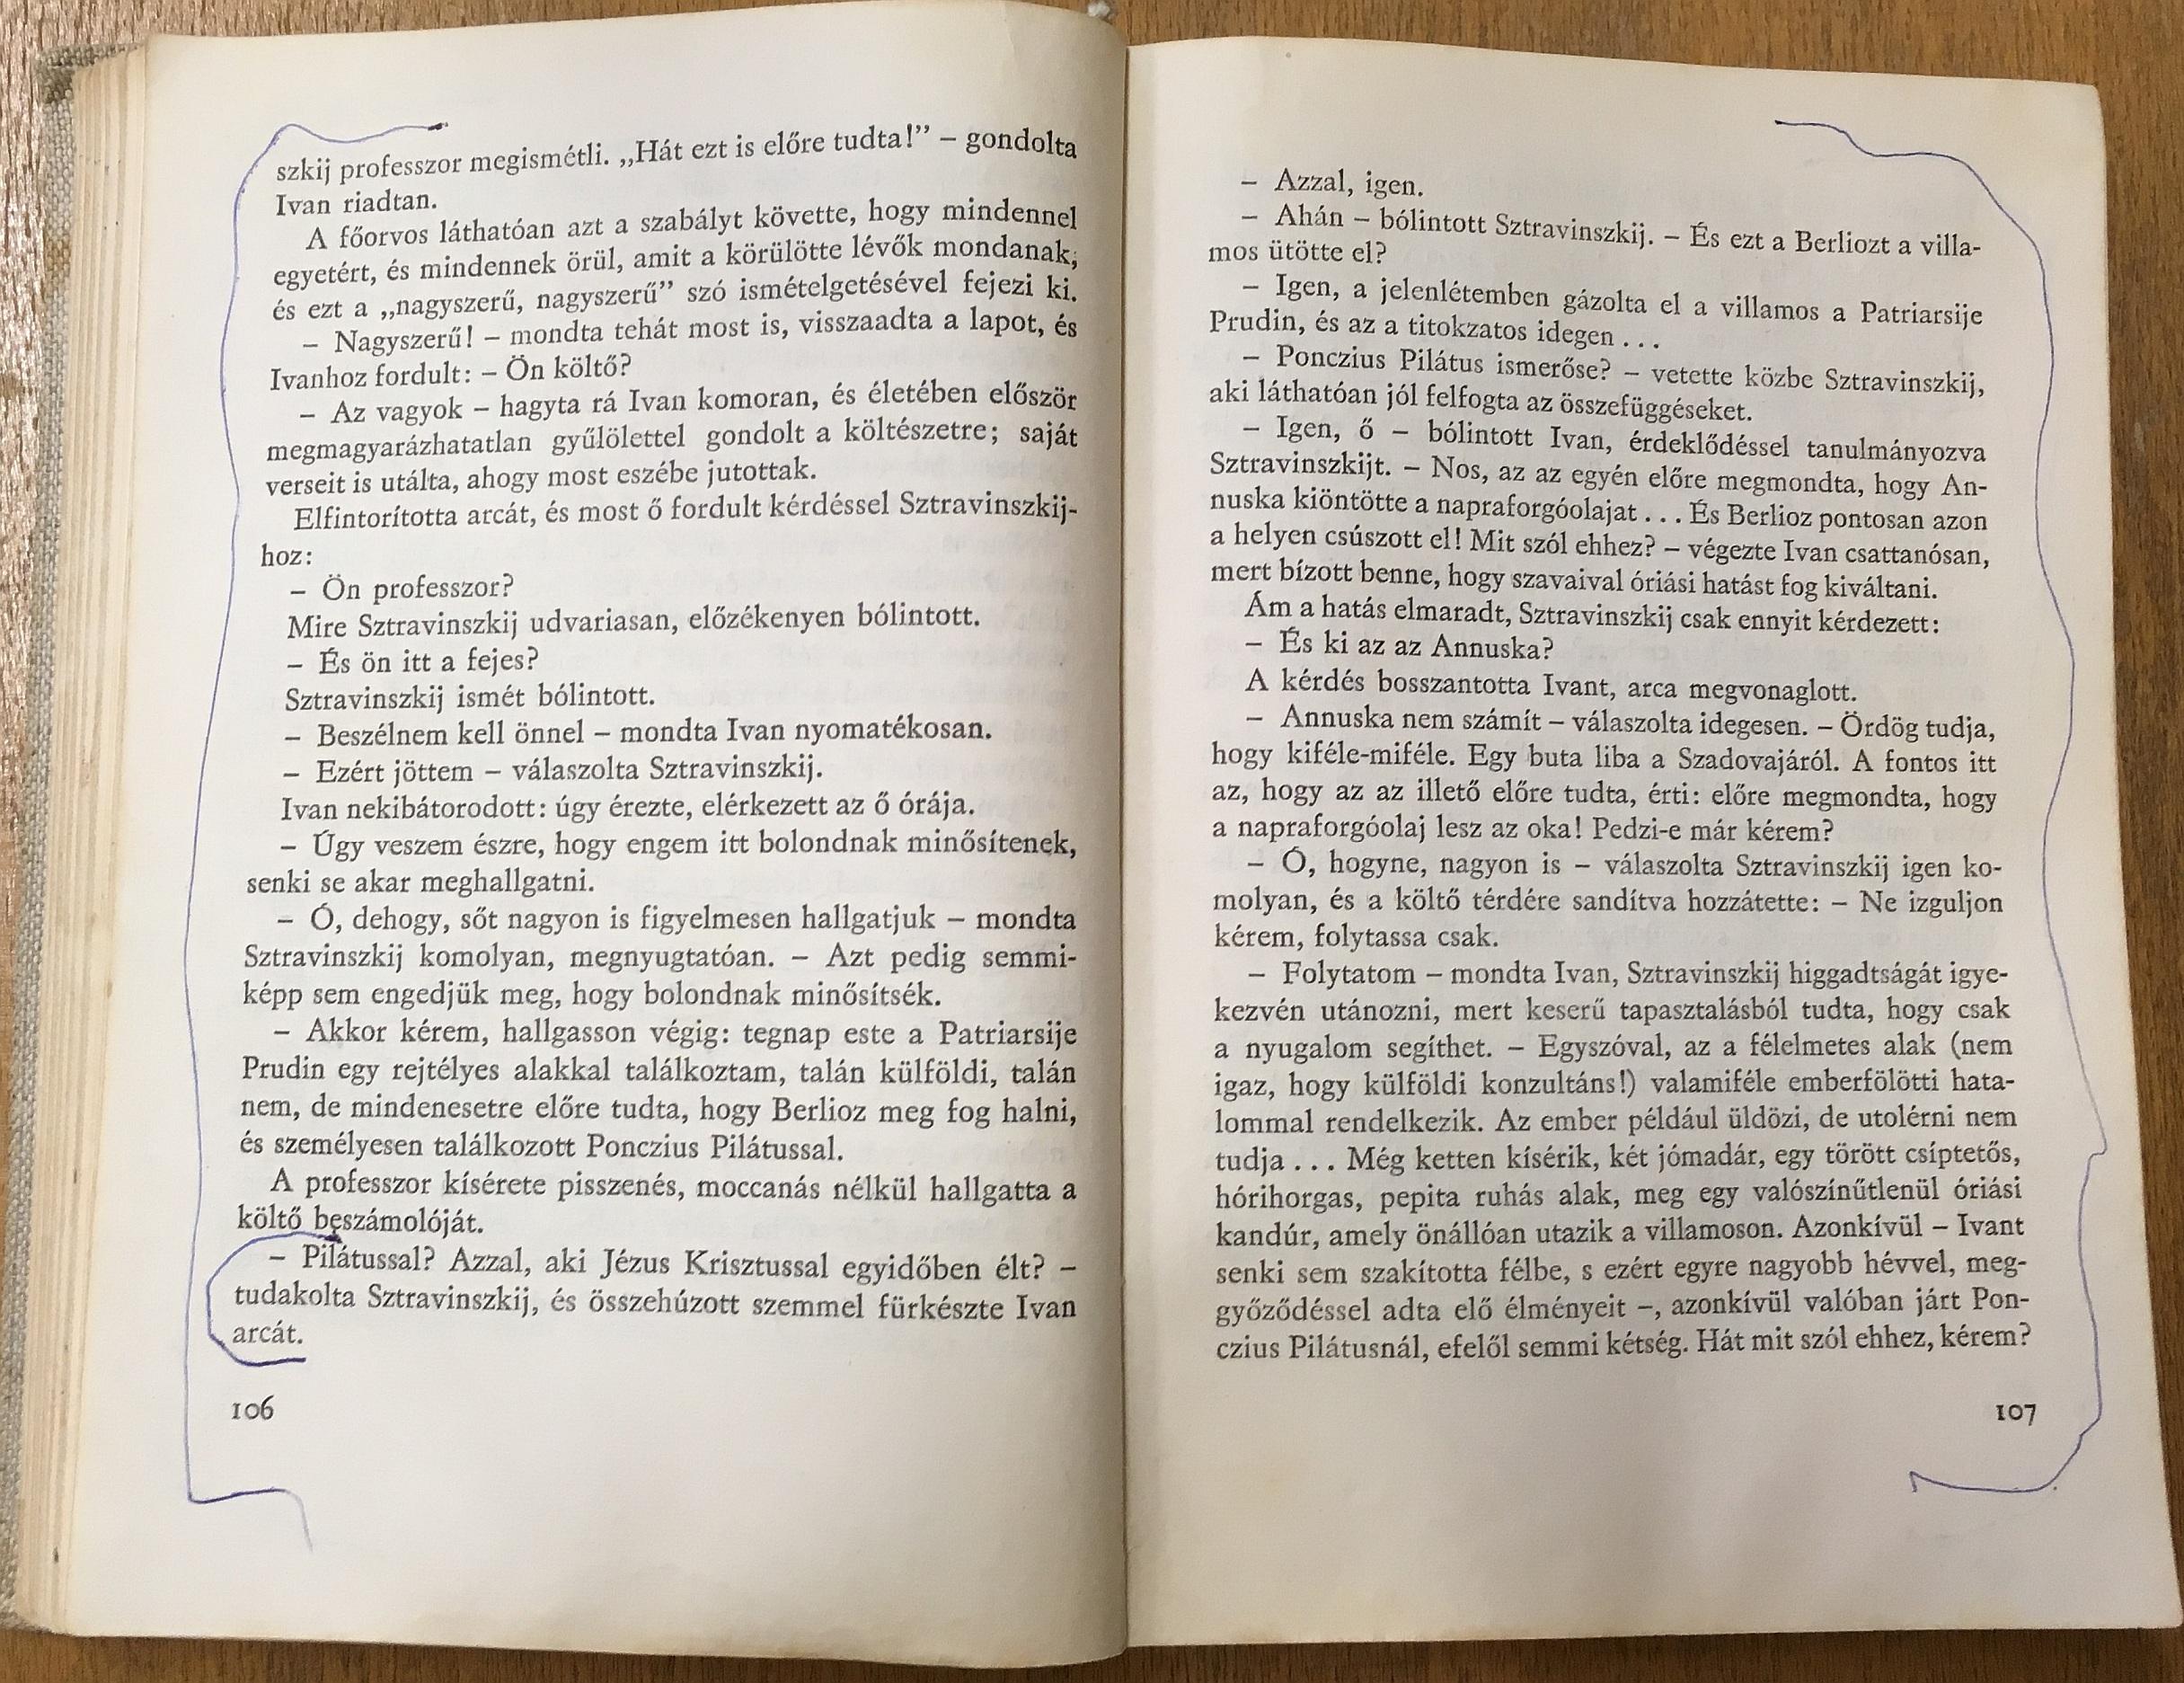 szkij professzor megismétli. „Hát ezt is előre tudta!” – gondolta
Ivan riadtan.
A főorvos láthatóan azt a szabályt követte, hogy mindennel
egyetért, és mindennek örül, amit a körülötte lévők mondanak,
és ezt a „nagyszerű, nagyszerű” szó ismételgetésével fejezi ki.
– Nagyszerű! – mondta tehát most is, visszaadta a lapot, és
Ivanhoz fordult: – Ön költő?
– Az vagyok – hagyta rá Ivan komoran, és életében először
megmagyarázhatatlan gyűlölettel gondolt a költészetre; saját
verseit is utálta, ahogy most eszébe jutottak.
Elfintorította arcát, és most ő fordult kérdéssel Sztravinszkij-
hoz:
– Ön professzor?
Mire Sztravinszkij udvariasan, előzékenyen bólintott.
– És ön itt a fejes?
Sztravinszkij ismét bólintott.
– Beszélnem kell önnel – mondta Ivan nyomatékosan.
– Ezért jöttem – válaszolta Sztravinszkij.
Ivan nekibátorodott: úgy érezte, elérkezett az ő órája.
– Úgy veszem észre, hogy engem itt bolondnak minősítenek,
senki se akar meghallgatni.
– Ó, dehogy, sőt nagyon is figyelmesen hallgatjuk – mondta
Sztravinszkij komolyan, megnyugtatóan. – Azt pedig semmi-
képp sem engedjük meg, hogy bolondnak minősítsék.
– Akkor kérem, hallgasson végig: tegnap este a Patriarsije
Prudin egy rejtélyes alakkal találkoztam, talán külföldi, talán
nem, de mindenesetre előre tudta, hogy Berlioz meg fog halni,
és személyesen találkozott Ponczius Pilátussal.
A professzor kísérete pisszenés, moccanás nélkül hallgatta a
költő beszámolóját.
– Pilátussal? Azzal, aki Jézus Krisztussal egyidőben élt? –
tudakolta Sztravinszkij, és összehúzott szemmel fürkészte Ivan
arcát.
106
– Azzal, igen.
– Ahán – bólintott Sztravinszkij. – És ezt a Berliozt a villa-
mos ütötte el?
– Igen, a jelenlétemben gázolta el a villamos a Patriarsije
Prudin, és az a titokzatos idegen . . .
– Ponczius Pilátus ismerőse? – vetette közbe Sztravinszkij,
aki láthatóan jól felfogta az összefüggéseket.
– Igen, ő – bólintott Ivan, érdeklődéssel tanulmányozva
Sztravinszkijt. – Nos, az az egyén előre megmondta, hogy An-
nuska kiöntötte a napraforgóolajat . . . És Berlioz pontosan azon
a helyen csúszott el! Mit szól ehhez? – végezte Ivan csattanósan,
mert bízott benne, hogy szavaival óriási hatást fog kiváltani.
Ám a hatás elmaradt, Sztravinszkij csak ennyit kérdezett:
– És ki az az Annuska?
A kérdés bosszantotta Ivant, arca megvonaglott.
– Annuska nem számít – válaszolta idegesen. – Ördög tudja,
hogy kiféle-miféle. Egy buta liba a Szadovajáról. A fontos itt
az, hogy az az illető előre tudta, érti: előre megmondta, hogy
a napraforgóolaj lesz az oka! Pedzi-e már kérem?
– Ó, hogyne, nagyon is – válaszolta Sztravinszkij igen ko-
molyan, és a költő térdére sandítva hozzátette: – Ne izguljon
kérem, folytassa csak.
– Folytatom – mondta Ivan, Sztravinszkij higgadtságát igye-
kezvén utánozni, mert keserű tapasztalásból tudta, hogy csak
a nyugalom segíthet. – Egyszóval, az a félelmetes alak (nem
igaz, hogy külföldi konzultáns!) valamiféle emberfölötti hata-
lommal rendelkezik. Az ember például üldözi, de utolérni nem
tudja . . . Még ketten kísérik, két jómadár, egy törött csíptetős,
hórihorgas, pepita ruhás alak, meg egy valószínűtlenül óriási
kandúr, amely önállóan utazik a villamoson. Azonkívül – Ivant
senki sem szakította félbe, s ezért egyre nagyobb hévvel, meg-
győződéssel adta elő élményeit –, azonkívül valóban járt Pon-
czius Pilátusnál, efelől semmi kétség. Hát mit szól ehhez, kérem?
107